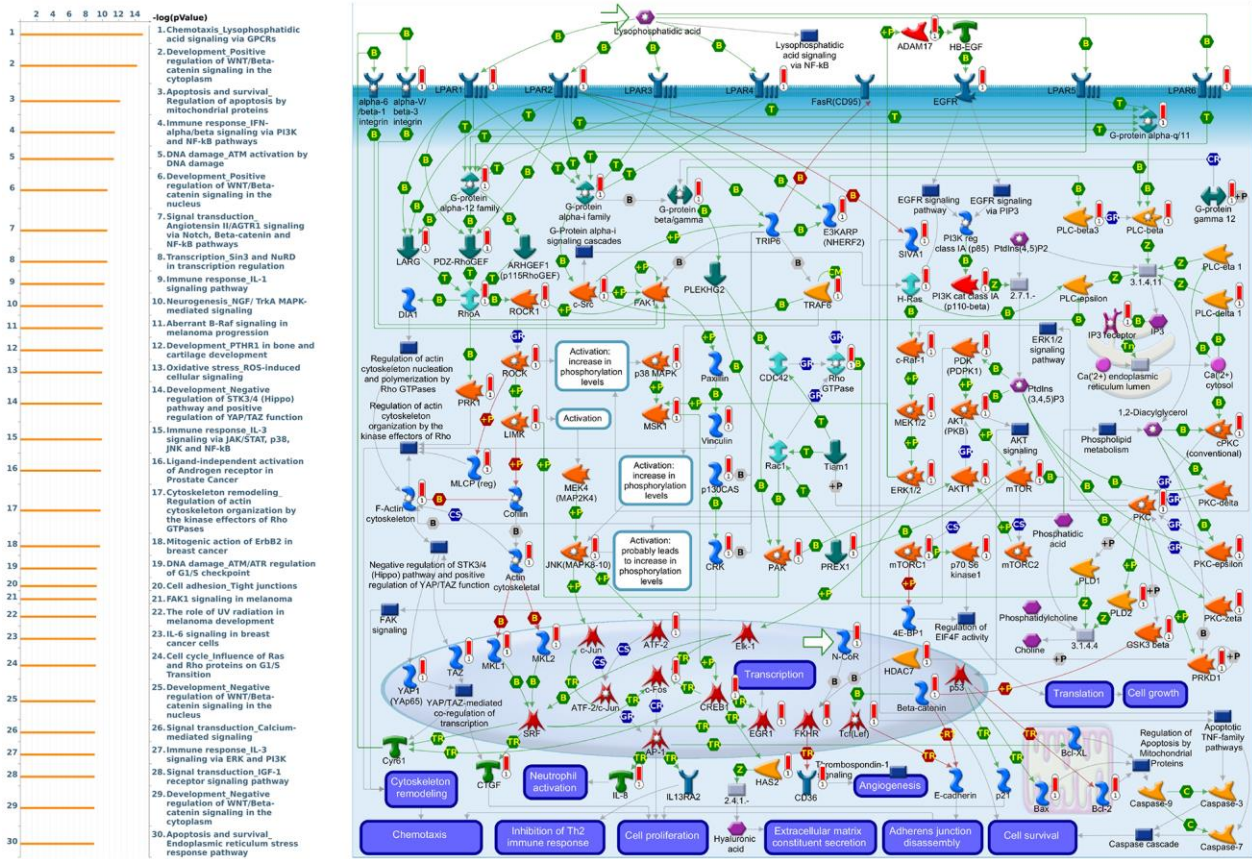 2 4 6 8 10 12 14
-log(pValue)
1. Chemotaxis_Lysophosphatidic
acid signaling via GPCRs
2. Development_Positive
regulation of WNT/Beta-
catenin signaling in the
cytoplasm
3. Apoptosis and survival_
Regulation of apoptosis by
mitochondrial proteins
4. Immune response_IFN-
alpha/beta signaling via PI3K
and NF-kB pathways
5. DNA damage_ATM activation by
DNA damage
6. Development_Positive
regulation of WNT/Beta-
catenin signaling in the
nucleus
7. Signal transduction_
Angiotensin II/AGTR1 signaling
via Notch, Beta-catenin and
NF-kB pathways
8. Transcription_Sin3 and NuRD
in transcription regulation
9. Immune response_IL-1
signaling pathway
10. Neurogenesis_NGF/ TrkA MAPK-
mediated signaling
11. Aberrant B-Raf signaling in
melanoma progression
12. Development_PTHR1 in bone and
cartilage development
13. Oxidative stress_ROS-induced
cellular signaling
14. Development_Negative
regulation of STK3/4 (Hippo)
pathway and positive
regulation of YAP/TAZ function
15. Immune response_IL-3
signaling via JAK/STAT, p38,
JNK and NF-kB
16. Ligand-independent activation
of Androgen receptor in
Prostate Cancer
17. Cytoskeleton remodeling_
Regulation of actin
cytoskeleton organization by
the kinase effectors of Rho
GTPases
18. Mitogenic action of ErbB2 in
breast cancer
19. DNA damage_ATM/ATR regulation
of G1/S checkpoint
20. Cell adhesion_Tight junctions
21. FAK1 signaling in melanoma
22. The role of UV radiation in
melanoma development
23. IL-6 signaling in breast
cancer cells
24. Cell cycle_Influence of Ras
and Rho proteins on G1/S
Transition
25. Development_Negative
regulation of WNT/Beta-
catenin signaling in the
nucleus
26. Signal transduction_Calcium-
mediated signaling
27. Immune response_IL-3
signaling via ERK and PI3K
28. Signal transduction_IGF-1
receptor signaling pathway
29. Development_Negative
regulation of WNT/Beta-
catenin signaling in the
cytoplasm
30. Apoptosis and survival_
Endoplasmic reticulum stress
response pathway
Lysophosphatidic acid
Lysophosphatidic
acid signaling
via NF-kB
ADAM17
HB-EGF
alpha-6
/beta-1
integrin
alpha-V/
beta-3
integrin
LPAR1
LPAR2
LPAR3
LPAR4
FasR(CD95)
EGFR
LPAR5
LPAR6
G-protein alpha-q/11
G-protein
alpha-12 family
G-protein
alpha-i family
G-protein
beta/gamma
G-Protein alpha-i
signaling cascades
TRIP6
E3KARP
(NHERF2)
EGFR signaling
pathway
EGFR signaling
via PIP3
SIVA1
PI3K reg
class IA (p85)
PtdIns(4,5)P2
PLC-beta3
PLC-beta
G-protein
gamma 12
LARG
PDZ-RhoGEF
ARHGEF1
(p115RhoGEF)
PLEKHG2
TRAF6
H-Ras
PI3K cat class IA
(p110-beta)
2.7.1.-
PLC-epsilon
3.1.4.11
PLC-eta 1
PLC-delta 1
DIA1
RhoA
ROCK1
c-Src
FAK1
IP3 receptor
IP3
ERK1/2
signaling
pathway
Ca('2+) endoplasmic
reticulum lumen
Ca('2+)
cytosol
Regulation of actin
cytoskeleton nucleation
and polymerization by
Rho GTPases
ROCK
Activation:
increase in
phosphorylation
levels
p38 MAPK
Paxillin
CDC42
Rho
GTPase
c-Raf-1
PDK
(PDPK1)
PtdIns
(3,4,5)P3
Regulation of actin
cytoskeleton
organization by the
kinase effectors of Rho
PRK1
LIMK
Activation
MSK1
Vinculin
MEK1/2
AKT
(PKB)
AKT
signaling
1,2-Diacylglycerol
Phospholipid
metabolism
cPKC
(conventional)
MLCP (reg)
MEK4
(MAP2K4)
Activation:
increase in
phosphorylation
levels
p130CAS
Rac1
Tiam1
ERK1/2
AKT1
mTOR
PKC-delta
F-Actin
cytoskeleton
Cofilin
PKC
Phosphatidic
acid
Negative regulation of STK3/4
(Hippo) pathway and positive
regulation of YAP/TAZ function
Actin
cytoskeletal
JNK(MAPK8-10)
Activation:
probably leads
to increase in
phosphorylation
levels
CRK
PAK
PREX1
mTORC1
p70 S6
kinase1
mTORC2
PLD1
PKC-epsilon
FAK
signaling
4E-BP1
Regulation of
EIF4F activity
Phosphatidylcholine
Choline
3.1.4.4
PLD2
GSK3 beta
PKC-zeta
PRKD1
YAP1
(YAp65)
TAZ
MKL1
MKL2
c-Jun
ATF-2
Elk-1
N-CoR
HDAC7
p53
YAP/TAZ-mediated
co-regulation of
transcription
SRF
ATF-2/c-Jun
c-Fos
CREB1
Transcription
Beta-catenin
Translation
Cell growth
AP-1
EGR1
FKHR
Tcf(Lef)
Apoptotic
TNF-family
pathways
Cyr61
CTGF
IL-8
IL13RA2
HAS2
CD36
Thrombospondin-1
signaling
E-cadherin
p21
Bcl-XL
Bax
Bcl-2
Regulation of
Apoptosis by
Mitochondrial
Proteins
Caspase-9
Caspase-3
Caspase-7
Caspase cascade
Cytoskeleton
remodeling
Neutrophil
activation
Angiogenesis
2.4.1.-
Hyaluronic
acid
Chemotaxis
Inhibition of Th2
immune response
Cell proliferation
Extracellular matrix
constituent secretion
Adherens junction
disassembly
Cell survival